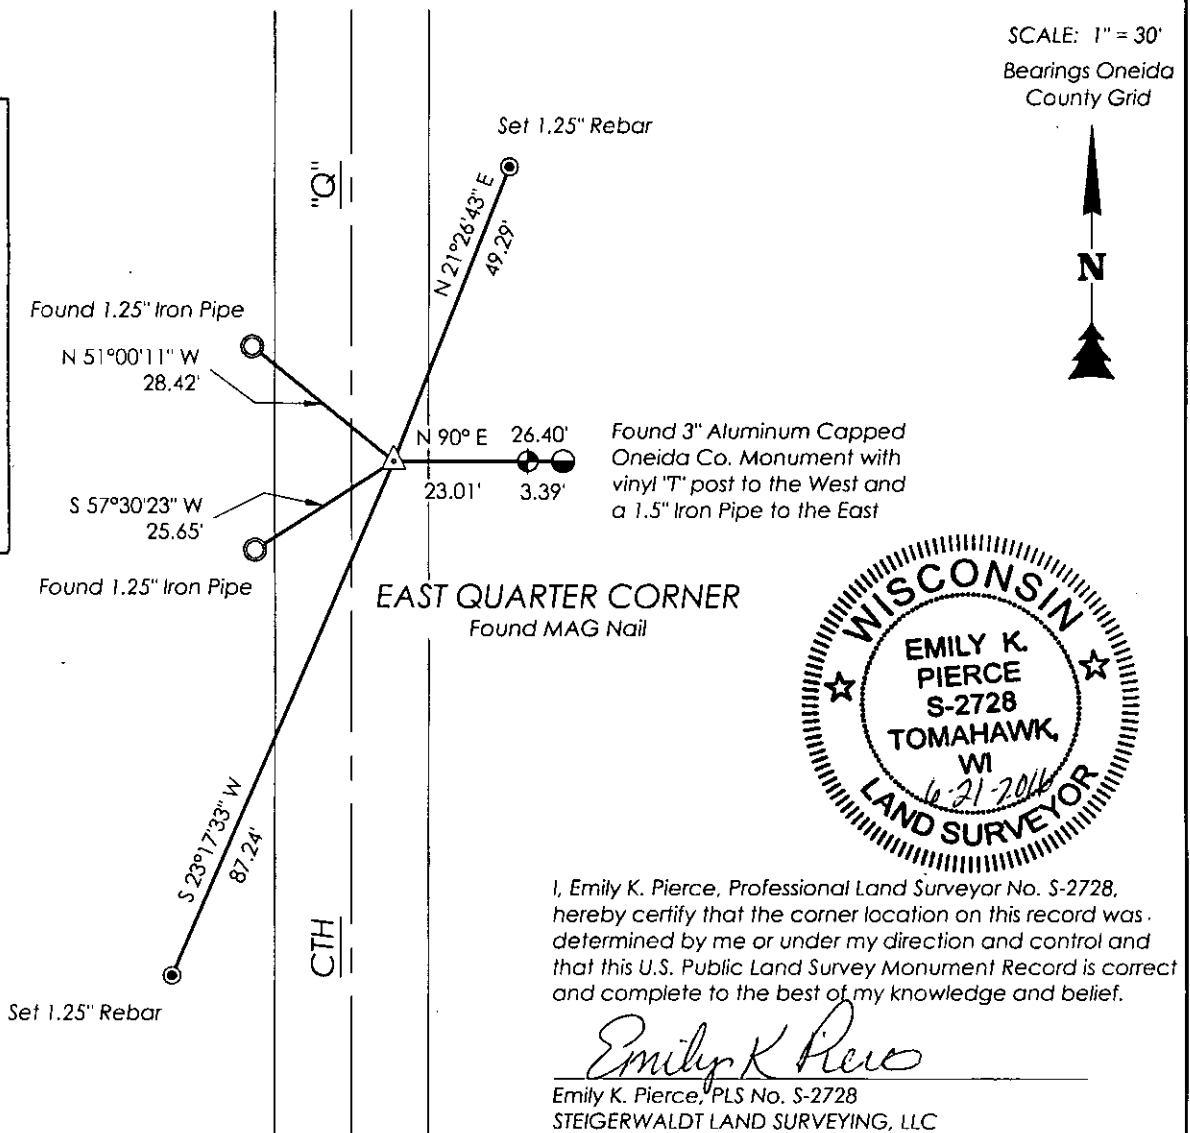 SCALE: 1" = 30'
Bearings Oneida
County Grid
N
Set 1.25" Rebar
"Q"
N 21°26'43" E
49.29'
Found 1.25" Iron Pipe
N 51°00'11" W
28.42'
N 90° E 26.40'
23.01' 3.39'
Found 3" Aluminum Capped
Oneida Co. Monument with
vinyl 'T' post to the West and
a 1.5" Iron Pipe to the East
S 57°30'23" W
25.65'
Found 1.25" Iron Pipe
EAST QUARTER CORNER
Found MAG Nail
WISCONSIN
EMILY K.
PIERCE
S-2728
TOMAHAWK,
WI
6-21-2016
LAND SURVEYOR
S 23°17'33" W
87.24'
CTH
Set 1.25" Rebar
I, Emily K. Pierce, Professional Land Surveyor No. S-2728,
hereby certify that the corner location on this record was
determined by me or under my direction and control and
that this U.S. Public Land Survey Monument Record is correct
and complete to the best of my knowledge and belief.
Emily K Pierce
Emily K. Pierce, PLS No. S-2728
STEIGERWALDT LAND SURVEYING, LLC